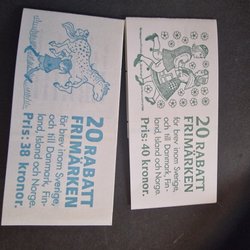 20 RABATT
FRIMÄRKEN
för brev inom Sverige,
och till Danmark, Fin-
land, Island och Norge.
Pris: 38 kronor.
20 RABATT
FRIMÄRKEN
för brev inom Sverige,
och till Danmark, Fin-
land, Island och Norge.
Pris: 40 kronor.